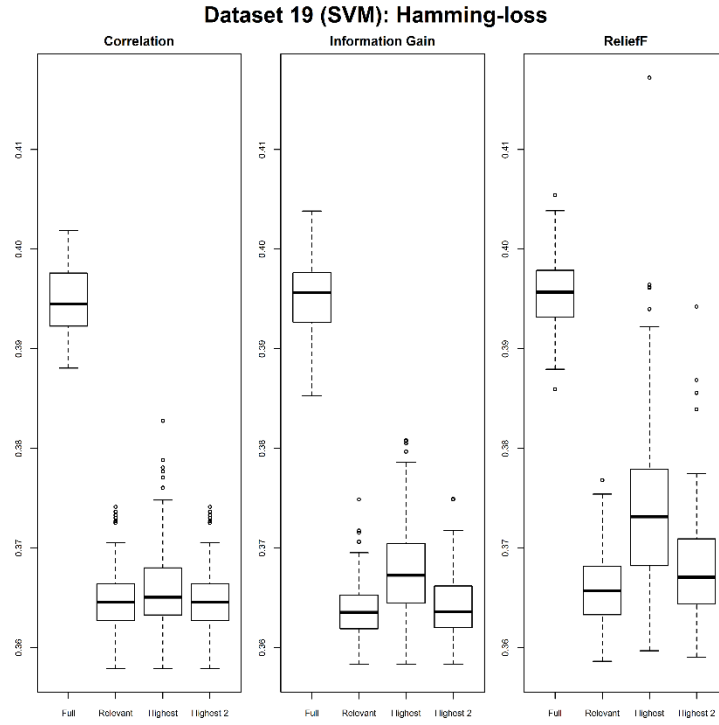 Dataset 19 (SVM): Hamming-loss
Correlation
0.41
0.40
0.39
0.38
0.37
0.36
Full Relevant Highest Highest 2
Information Gain
0.41
0.40
0.39
0.38
0.37
0.36
Full Relevant Highest Highest 2
ReliefF
0.41
0.40
0.39
0.38
0.37
0.36
Full Relevant Highest Highest 2